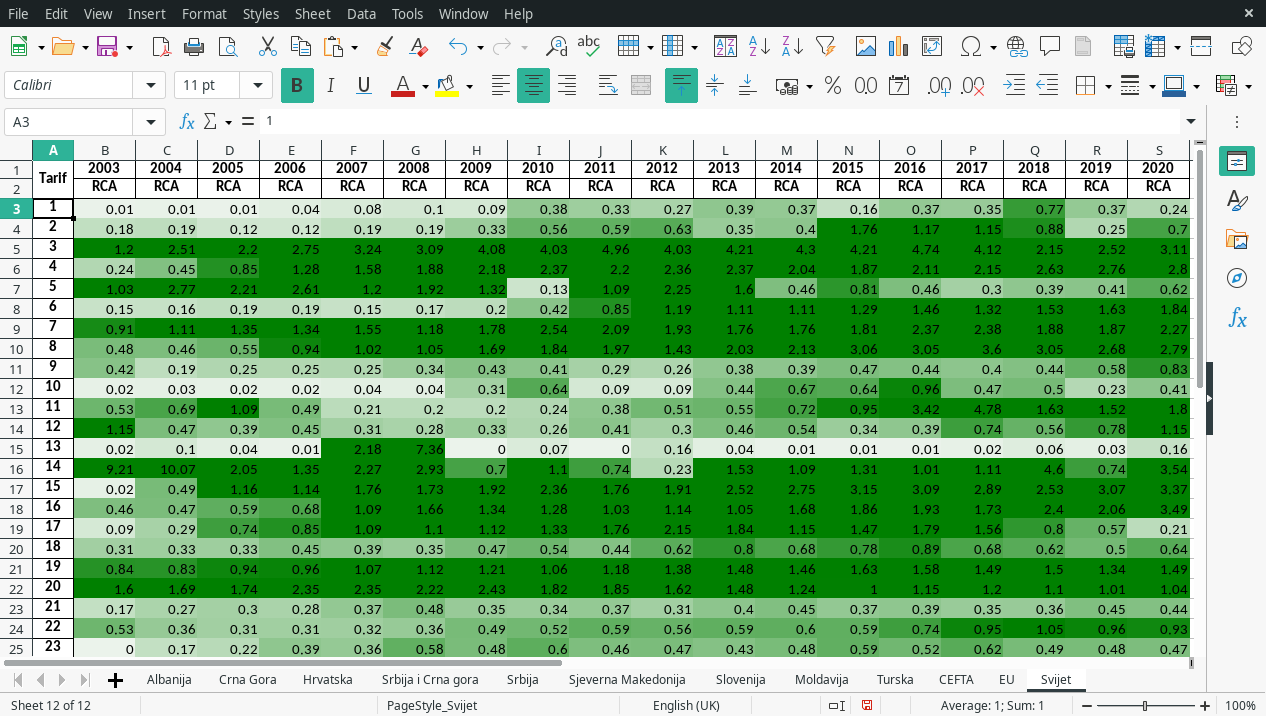 File Edit View Insert Format Styles Sheet Data Tools Window Help
Calibri 11 pt
A3 1
A B C D E F G H I J K L M N O P Q R S
1 Tarif 2003 2004 2005 2006 2007 2008 2009 2010 2011 2012 2013 2014 2015 2016 2017 2018 2019 2020
2 RCA RCA RCA RCA RCA RCA RCA RCA RCA RCA RCA RCA RCA RCA RCA RCA RCA RCA
3 1 0,01 0,01 0,01 0,04 0,08 0,1 0,09 0,38 0,33 0,27 0,39 0,37 0,16 0,37 0,35 0,77 0,37 0,24
4 2 0,18 0,19 0,12 0,12 0,19 0,19 0,33 0,56 0,59 0,63 0,35 0,4 1,76 1,17 1,15 0,88 0,25 0,7
5 3 1,2 2,51 2,2 2,75 3,24 3,09 4,08 4,03 4,96 4,03 4,21 4,3 4,21 4,74 4,12 2,15 2,52 3,11
6 4 0,24 0,45 0,85 1,28 1,58 1,88 2,18 2,37 2,2 2,36 2,37 2,04 1,87 2,11 2,15 2,63 2,76 2,8
7 5 1,03 2,77 2,21 2,61 1,2 1,92 1,32 0,13 1,09 2,25 1,6 0,46 0,81 0,46 0,3 0,39 0,41 0,62
8 6 0,15 0,16 0,19 0,19 0,15 0,17 0,2 0,42 0,85 1,19 1,11 1,11 1,29 1,46 1,32 1,53 1,63 1,84
9 7 0,91 1,11 1,35 1,34 1,55 1,18 1,78 2,54 2,09 1,93 1,76 1,76 1,81 2,37 2,38 1,88 1,87 2,27
10 8 0,48 0,46 0,55 0,94 1,02 1,05 1,69 1,84 1,97 1,43 2,03 2,13 3,06 3,05 3,6 3,05 2,68 2,79
11 9 0,42 0,19 0,25 0,25 0,25 0,34 0,43 0,41 0,29 0,26 0,38 0,39 0,47 0,44 0,4 0,44 0,58 0,83
12 10 0,02 0,03 0,02 0,02 0,04 0,04 0,31 0,64 0,09 0,09 0,44 0,67 0,64 0,96 0,47 0,5 0,23 0,41
13 11 0,53 0,69 1,09 0,49 0,21 0,2 0,2 0,24 0,38 0,51 0,55 0,72 0,95 3,42 4,78 1,63 1,52 1,8
14 12 1,15 0,47 0,39 0,45 0,31 0,28 0,33 0,26 0,41 0,3 0,46 0,54 0,34 0,39 0,74 0,56 0,78 1,15
15 13 0,02 0,1 0,04 0,01 2,18 7,36 0 0,07 0 0,16 0,04 0,01 0,01 0,01 0,02 0,06 0,03 0,16
16 14 9,21 10,07 2,05 1,35 2,27 2,93 0,7 1,1 0,74 0,23 1,53 1,09 1,31 1,01 1,11 4,6 0,74 3,54
17 15 0,02 0,49 1,16 1,14 1,76 1,73 1,92 2,36 1,76 1,91 2,52 2,75 3,15 3,09 2,89 2,53 3,07 3,37
18 16 0,46 0,47 0,59 0,68 1,09 1,66 1,34 1,28 1,03 1,14 1,05 1,68 1,86 1,93 1,73 2,4 2,06 3,49
19 17 0,09 0,29 0,74 0,85 1,09 1,1 1,12 1,33 1,76 2,15 1,84 1,15 1,47 1,79 1,56 0,8 0,57 0,21
20 18 0,31 0,33 0,33 0,45 0,39 0,35 0,47 0,54 0,44 0,62 0,8 0,68 0,78 0,89 0,68 0,62 0,5 0,64
21 19 0,84 0,83 0,94 0,96 1,07 1,12 1,21 1,06 1,18 1,38 1,48 1,46 1,63 1,58 1,49 1,5 1,34 1,49
22 20 1,6 1,69 1,74 2,35 2,35 2,22 2,43 1,82 1,85 1,62 1,48 1,24 1 1,15 1,2 1,1 1,01 1,04
23 21 0,17 0,27 0,3 0,28 0,37 0,48 0,35 0,34 0,37 0,31 0,4 0,45 0,37 0,39 0,35 0,36 0,45 0,44
24 22 0,53 0,36 0,31 0,31 0,32 0,36 0,49 0,52 0,59 0,56 0,59 0,6 0,59 0,74 0,95 1,05 0,96 0,93
25 23 0 0,17 0,22 0,39 0,36 0,58 0,48 0,6 0,46 0,47 0,43 0,48 0,59 0,52 0,62 0,49 0,48 0,47
Albanija Crna Gora Hrvatska Srbija i Crna gora Srbija Sjeverna Makedonija Slovenija Moldavija Turska CEFTA EU Svijet
Sheet 12 of 12 PageStyle_Svijet English (UK) Average: 1; Sum: 1 100%